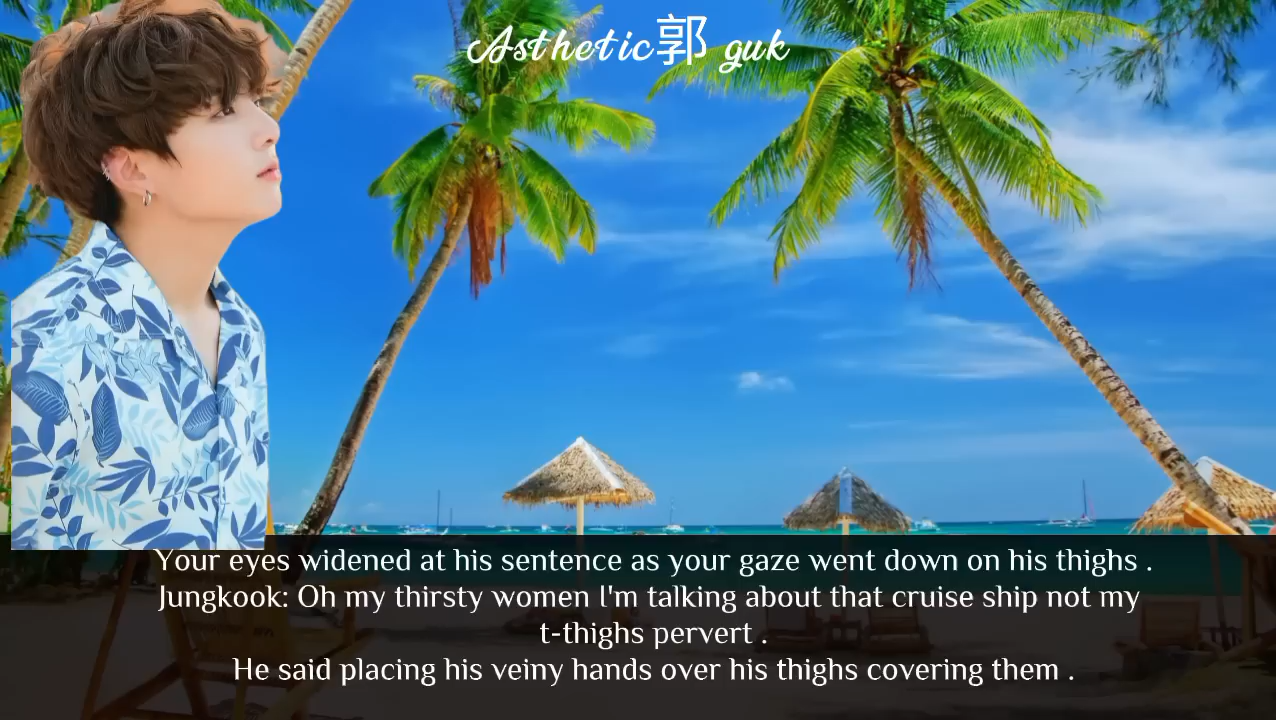 Asthetic郭 guk
Your eyes widened at his sentence as your gaze went down on his thighs .
Jungkook: Oh my thirsty women I'm talking about that cruise ship not my
t-thighs pervert .
He said placing his veiny hands over his thighs covering them .